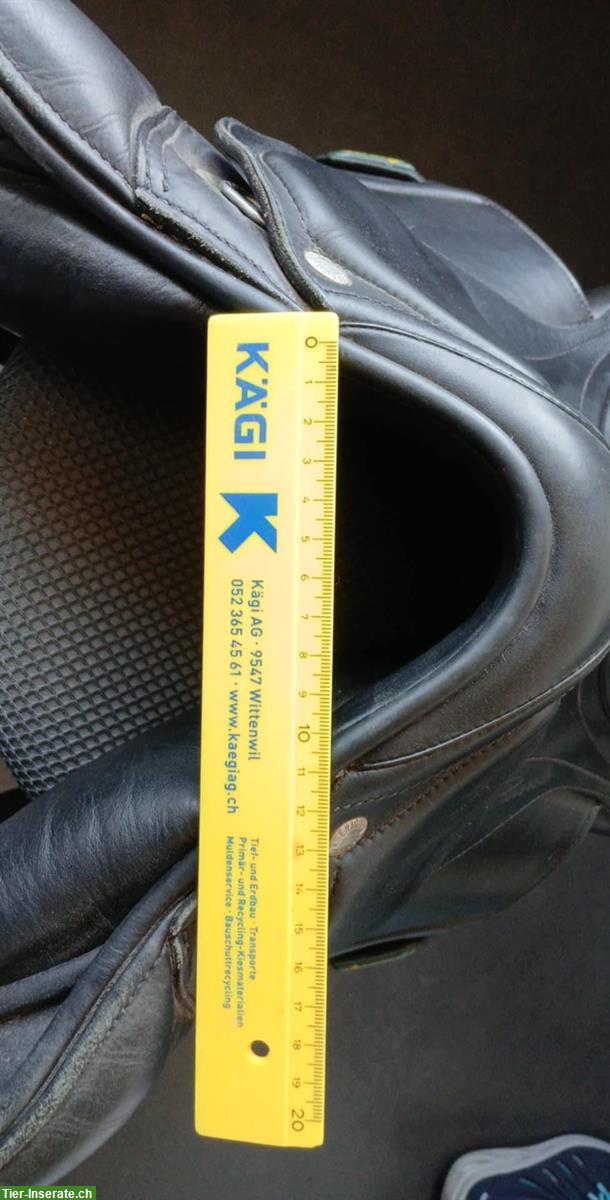 KÄGI
K
Kägi AG · 9547 Wittenwil
052 365 45 61 · www.kaegiag.ch
Tief- und Erdbau · Transporte
Primär- und Recycling-Kiesmaterialien
Muldenservice · Bauschuttrecycling
0 1 2 3 4 5 6 7 8 9 10 11 12 13 14 15 16 17 18 19 20
Tier-Inserate.ch